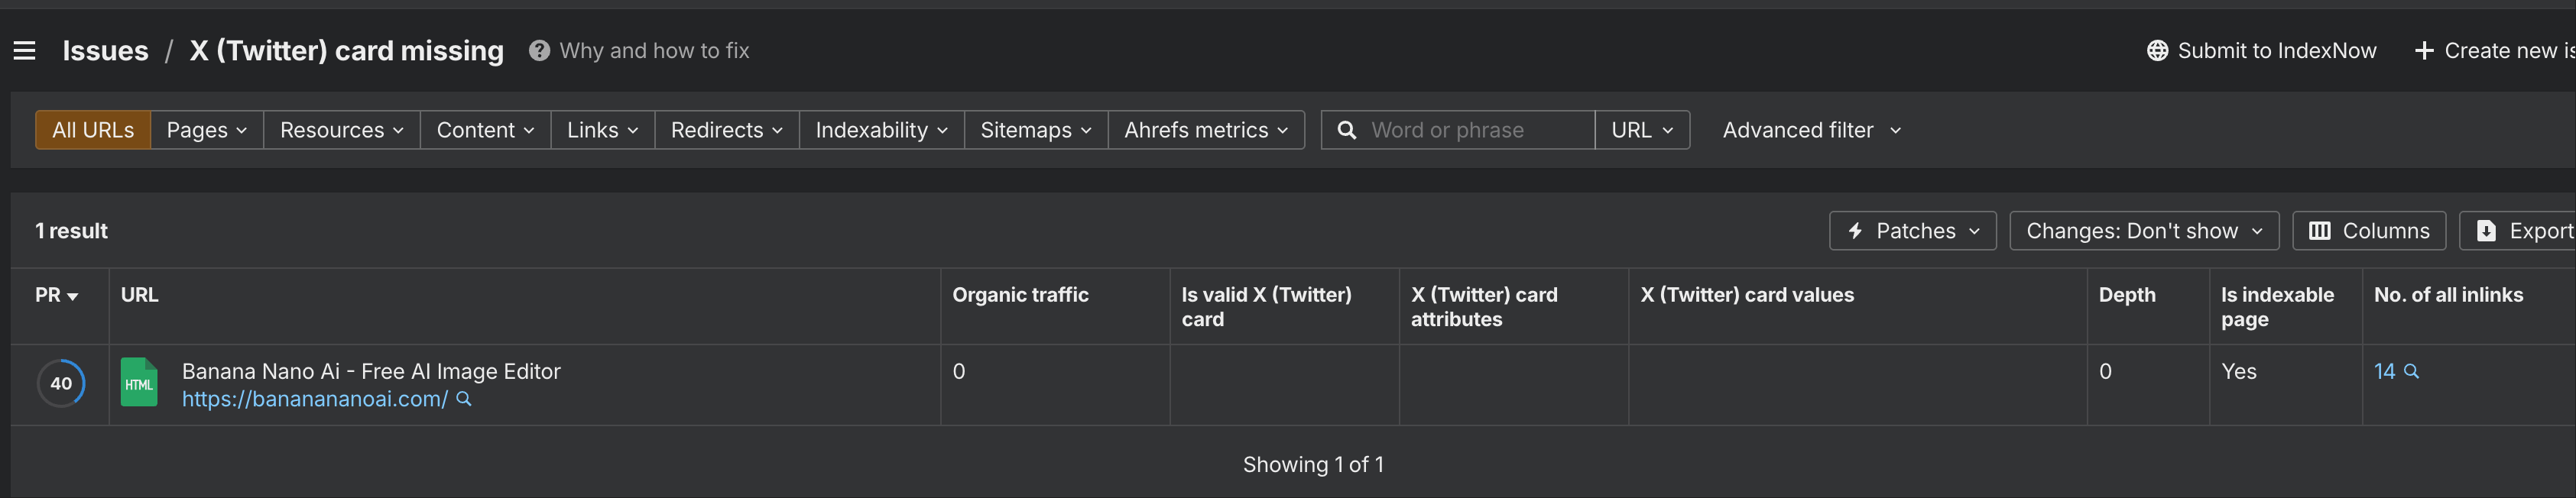 Issues / X (Twitter) card missing ? Why and how to fix Submit to IndexNow + Create new is
All URLs Pages Resources Content Links Redirects Indexability Sitemaps Ahrefs metrics Word or phrase URL Advanced filter
1 result Patches Changes: Don't show Columns Export
PR URL Organic traffic Is valid X (Twitter) card X (Twitter) card attributes X (Twitter) card values Depth Is indexable page No. of all inlinks
40 HTML Banana Nano Ai - Free AI Image Editor 0 0 Yes 14
https://banananoai.com/
Showing 1 of 1